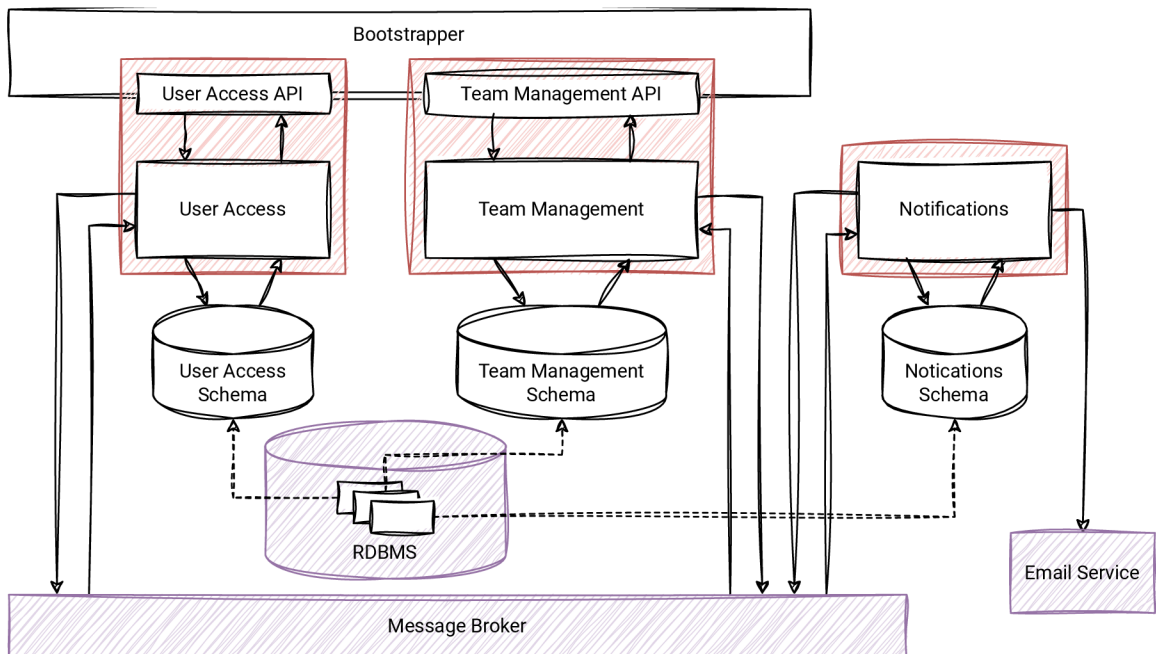 Bootstrapper
User Access API
Team Management API
User Access
Team Management
Notifications
User Access
Schema
Team Management
Schema
Notications
Schema
RDBMS
Email Service
Message Broker